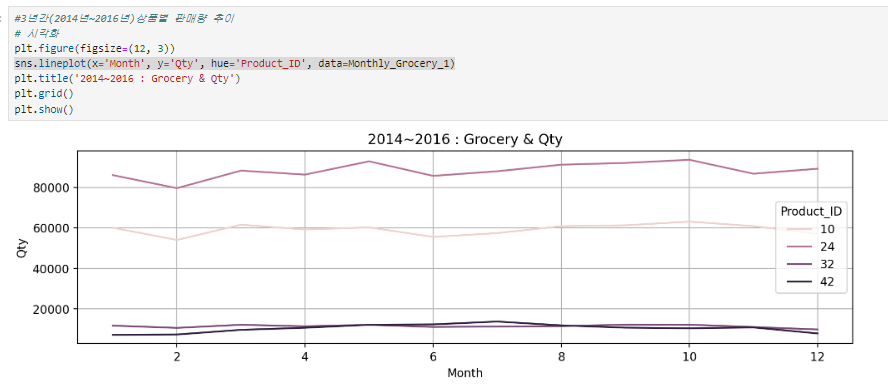 #3년간(2014년~2016년)상품별 판매량 추이
# 시각화
plt.figure(figsize=(12, 3))
sns.lineplot(x='Month', y='Qty', hue='Product_ID', data=Monthly_Grocery_1)
plt.title('2014~2016 : Grocery & Qty')
plt.grid()
plt.show()
2014~2016 : Grocery & Qty
80000
60000
40000
20000
Qty
Product_ID
10
24
32
42
2 4 6 8 10 12
Month